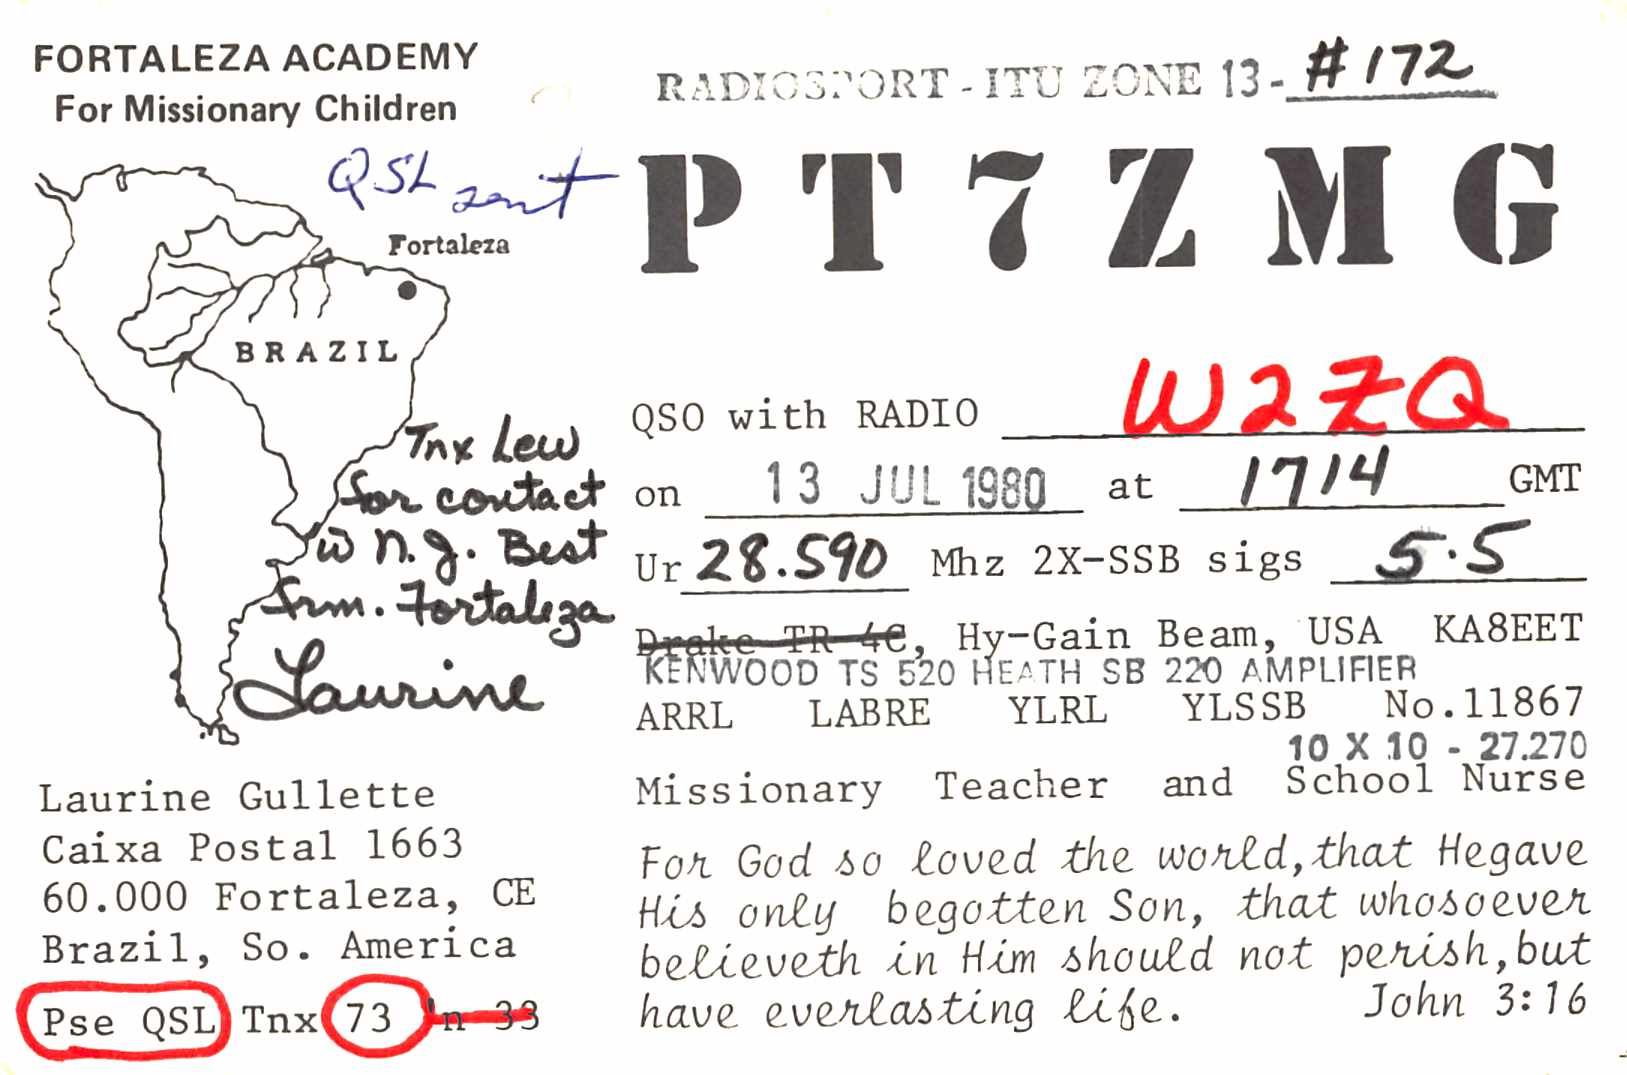 FORTALEZA ACADEMY
For Missionary Children
QSL sent
Fortaleza
BRAZIL
Tnx Lew
for contact
w N.J. Best
frm. Fortaleza
Laurine
Laurine Gullette
Caixa Postal 1663
60.000 Fortaleza, CE
Brazil, So. America
Pse QSL Tnx 73 'n 33
RADIOSPORT - ITU ZONE 13 - #172
PT7ZMG
QSO with RADIO W2ZQ
on 13 JUL 1980 at 1714 GMT
Ur 28.590 Mhz 2X-SSB sigs 5.5
Drake TR 4C, Hy-Gain Beam, USA KA8EET
KENWOOD TS 520 HEATH SB 220 AMPLIFIER
ARRL LABRE YLRL YLSSB No.11867
10 X 10 - 27.270
Missionary Teacher and School Nurse
For God so loved the world, that He gave
His only begotten Son, that whosoever
believeth in Him should not perish, but
have everlasting life. John 3:16